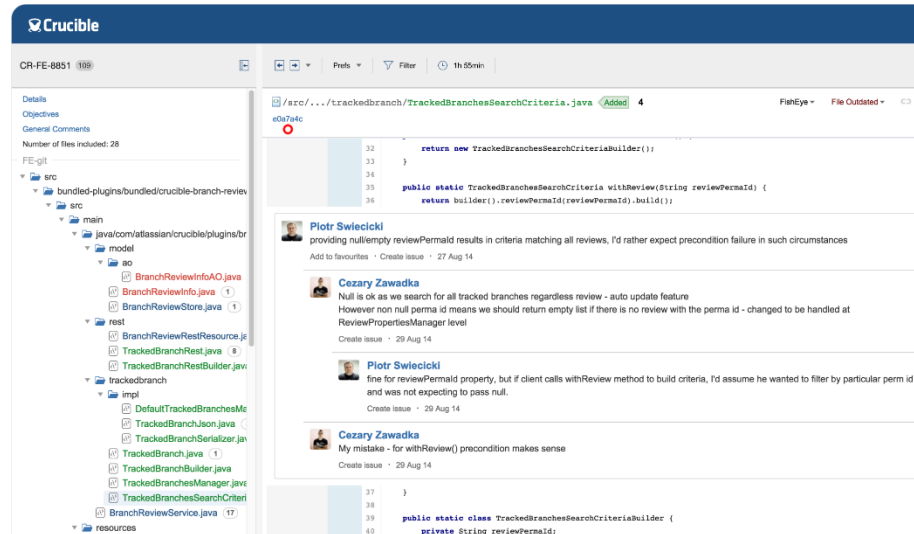 Crucible
CR-FE-8851 109
Prefs Filter 1h 55min
Details
Objectives
General Comments
Number of files included: 28
FE-git
src
bundled-plugins/bundled/crucible-branch-review
src
main
java/com/atlassian/crucible/plugins/br
model
ao
BranchReviewInfoAO.java
BranchReviewInfo.java 1
BranchReviewStore.java 1
rest
BranchReviewRestResource.ja
TrackedBranchRest.java 8
TrackedBranchRestBuilder.java
trackedbranch
impl
DefaultTrackedBranchesMa
TrackedBranchJson.java
TrackedBranchSerializer.jav
TrackedBranch.java 1
TrackedBranchBuilder.java
TrackedBranchesManager.java
TrackedBranchesSearchCriteri
BranchReviewService.java 17
resources
/src/.../trackedbranch/TrackedBranchesSearchCriteria.java Added 4 FishEye File Outdated
e0a7a4c
32 return new TrackedBranchesSearchCriteriaBuilder();
33 }
34
35 public static TrackedBranchesSearchCriteria withReview(String reviewPermaId) {
36 return builder().reviewPermaId(reviewPermaId).build();
Piotr Swiecicki
providing null/empty reviewPermaId results in criteria matching all reviews, I'd rather expect precondition failure in such circumstances
Add to favourites · Create issue · 27 Aug 14
Cezary Zawadka
Null is ok as we search for all tracked branches regardless review - auto update feature
However non null perma id means we should return empty list if there is no review with the perma id - changed to be handled at
ReviewPropertiesManager level
Create issue · 29 Aug 14
Piotr Swiecicki
fine for reviewPermaId property, but if client calls withReview method to build criteria, I'd assume he wanted to filter by particular perm id
and was not expecting to pass null.
Create issue · 29 Aug 14
Cezary Zawadka
My mistake - for withReview() precondition makes sense
Create issue · 29 Aug 14
37 }
38
39 public static class TrackedBranchesSearchCriteriaBuilder {
40 private String reviewPermaId;